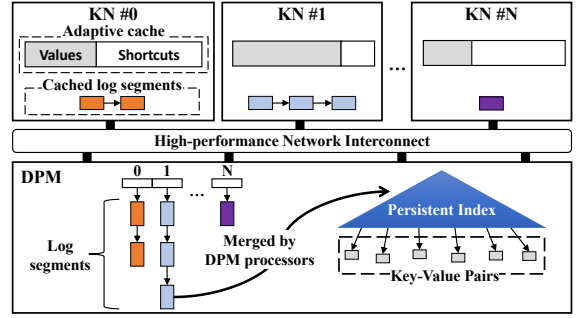 KN #0
KN #1
KN #N
Adaptive cache
Values
Shortcuts
...
Cached log segments
High-performance Network Interconnect
DPM
0
1
...
N
Log
segments
Merged by
DPM processors
Persistent Index
Key-Value Pairs